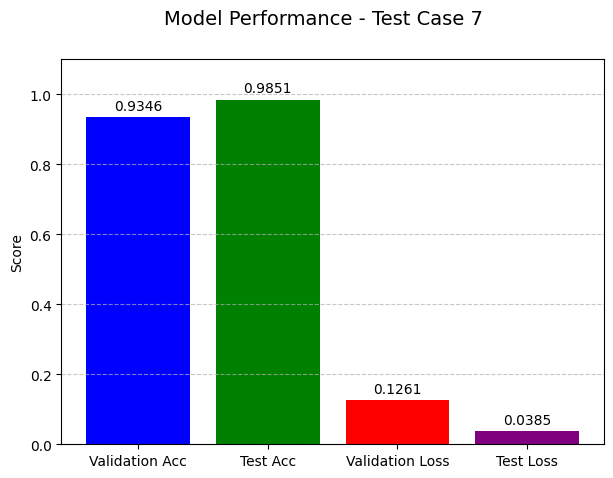 Model Performance - Test Case 7
Score
1.0
0.8
0.6
0.4
0.2
0.0
0.9346
0.9851
0.1261
0.0385
Validation Acc
Test Acc
Validation Loss
Test Loss